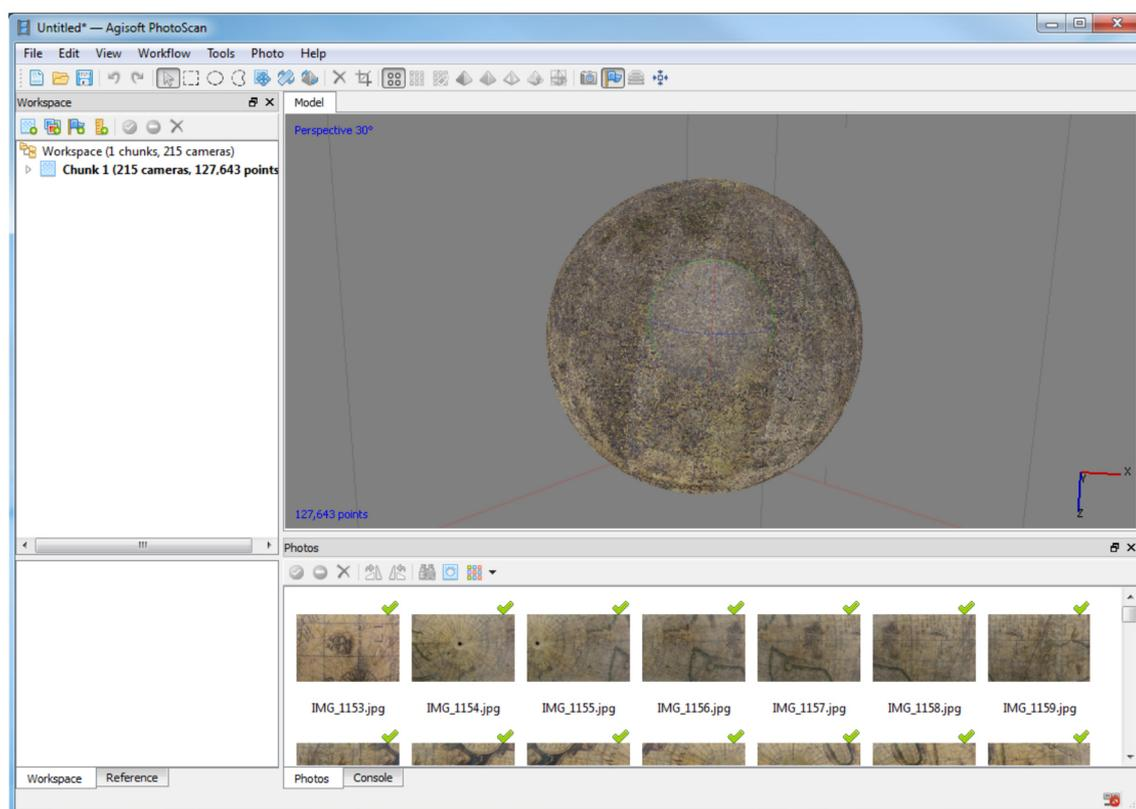 Untitled* — Agisoft PhotoScan
File Edit View Workflow Tools Photo Help
Workspace
Model
Workspace (1 chunks, 215 cameras)
Chunk 1 (215 cameras, 127,643 points
Perspective 30°
X
Y
Z
127,643 points
Photos
IMG_1153.jpg IMG_1154.jpg IMG_1155.jpg IMG_1156.jpg IMG_1157.jpg IMG_1158.jpg IMG_1159.jpg
Workspace Reference
Photos Console